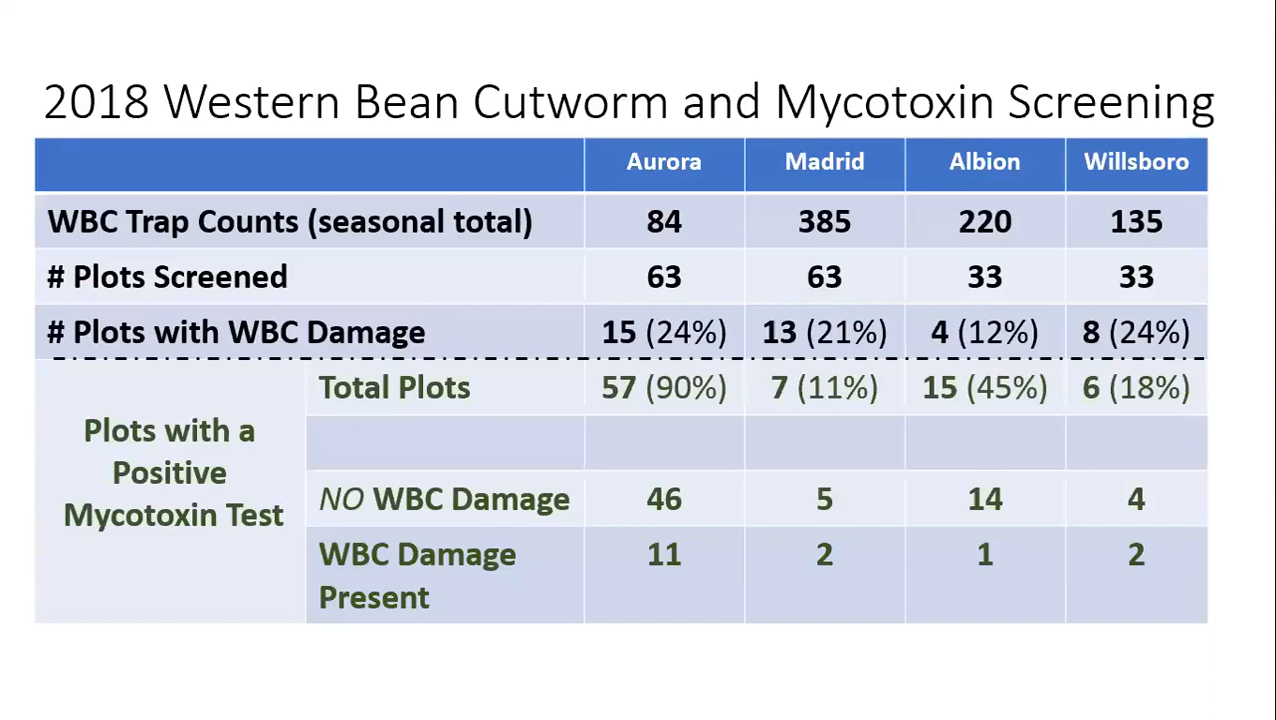 2018 Western Bean Cutworm and Mycotoxin Screening
Aurora Madrid Albion Willsboro
WBC Trap Counts (seasonal total) 84 385 220 135
# Plots Screened 63 63 33 33
# Plots with WBC Damage 15 (24%) 13 (21%) 4 (12%) 8 (24%)
Plots with a
Positive
Mycotoxin Test
Total Plots 57 (90%) 7 (11%) 15 (45%) 6 (18%)
NO WBC Damage 46 5 14 4
WBC Damage 11 2 1 2
Present